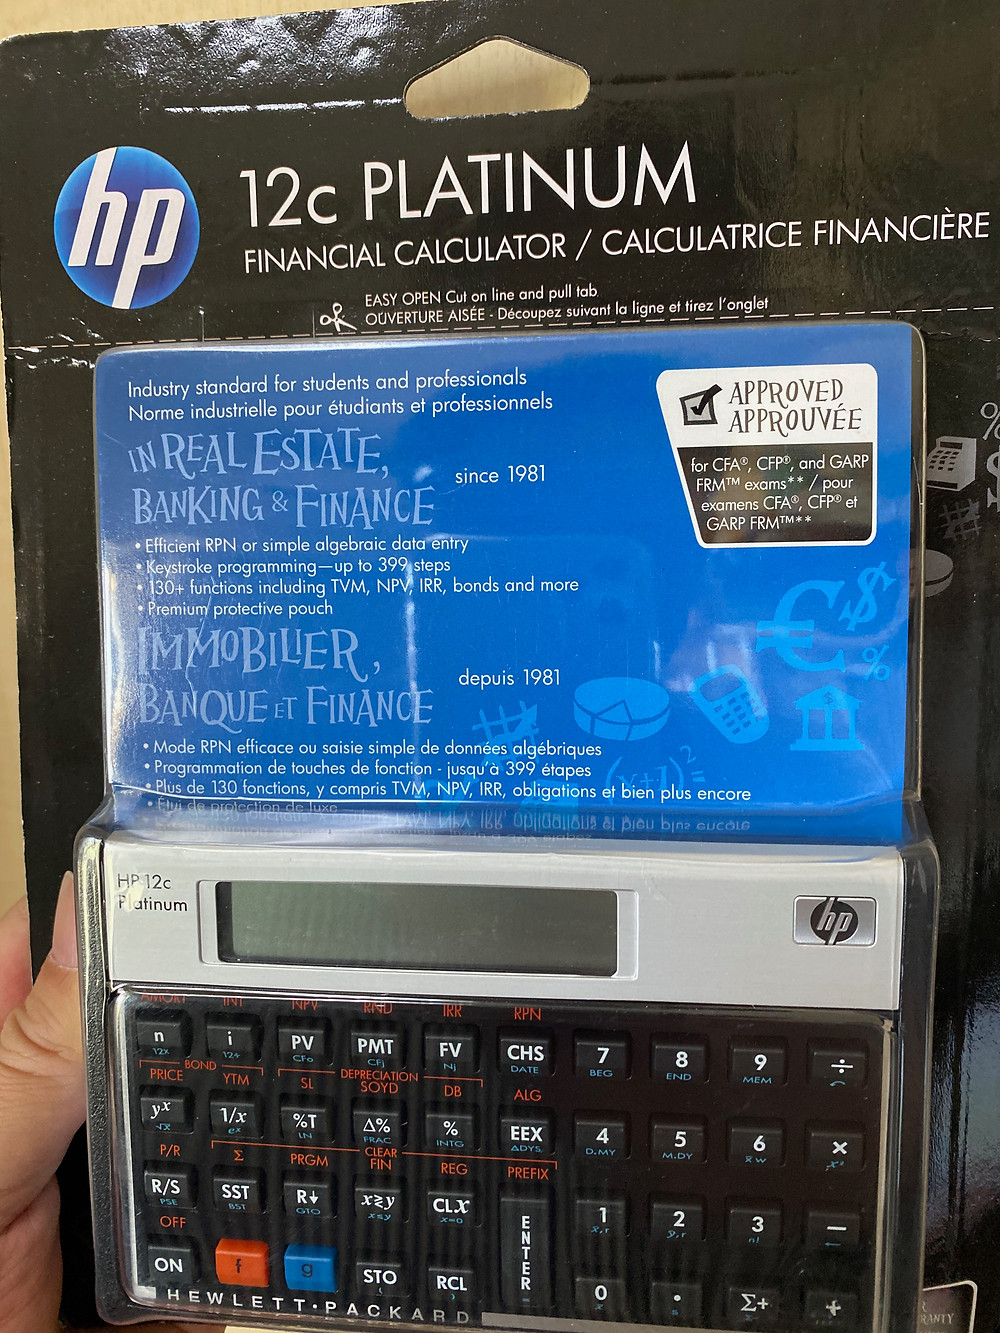 hp
12c PLATINUM
FINANCIAL CALCULATOR / CALCULATRICE FINANCIÈRE
EASY OPEN Cut on line and pull tab
OUVERTURE AISÉE - Découpez suivant la ligne et tirez l'onglet
Industry standard for students and professionals
Norme industrielle pour étudiants et professionnels
IN REAL ESTATE,
BANKING & FINANCE
since 1981
• Efficient RPN or simple algebraic data entry
• Keystroke programming—up to 399 steps
• 130+ functions including TVM, NPV, IRR, bonds and more
• Premium protective pouch
IMMOBILIER,
BANQUE ET FINANCE
depuis 1981
• Mode RPN efficace ou saisie simple de données algébriques
• Programmation de touches de fonction - jusqu'à 399 étapes
• Plus de 130 fonctions, y compris TVM, NPV, IRR, obligations et bien plus encore
• Étui de protection de luxe
APPROVED
APPROUVÉE
for CFA®, CFP®, and GARP
FRM™ exams** / pour
examens CFA®, CFP® et
GARP FRM™**
HP 12c
Platinum
hp
AMORT INT NPV RND IRR RPN
n i PV PMT FV CHS 7 8 9 ÷
12x 12÷ CFo CFj Nj DATE BEG END MEM
BOND DEPRECIATION
PRICE YTM SL SOYD DB ALG
yx 1/x %T Δ% % EEX 4 5 6 ×
√x ex LN FRAC INTG ΔDYS D.MY M.DY x̄w x²
CLEAR
P/R Σ PRGM FIN REG PREFIX
R/S SST R↓ x≷y CLX ENTER 1 2 3 −
PSE BST GTO x≤y x=0 x̂,r ŷ,r n!
OFF
ON f g STO RCL 0 • Σ+ +
HEWLETT•PACKARD